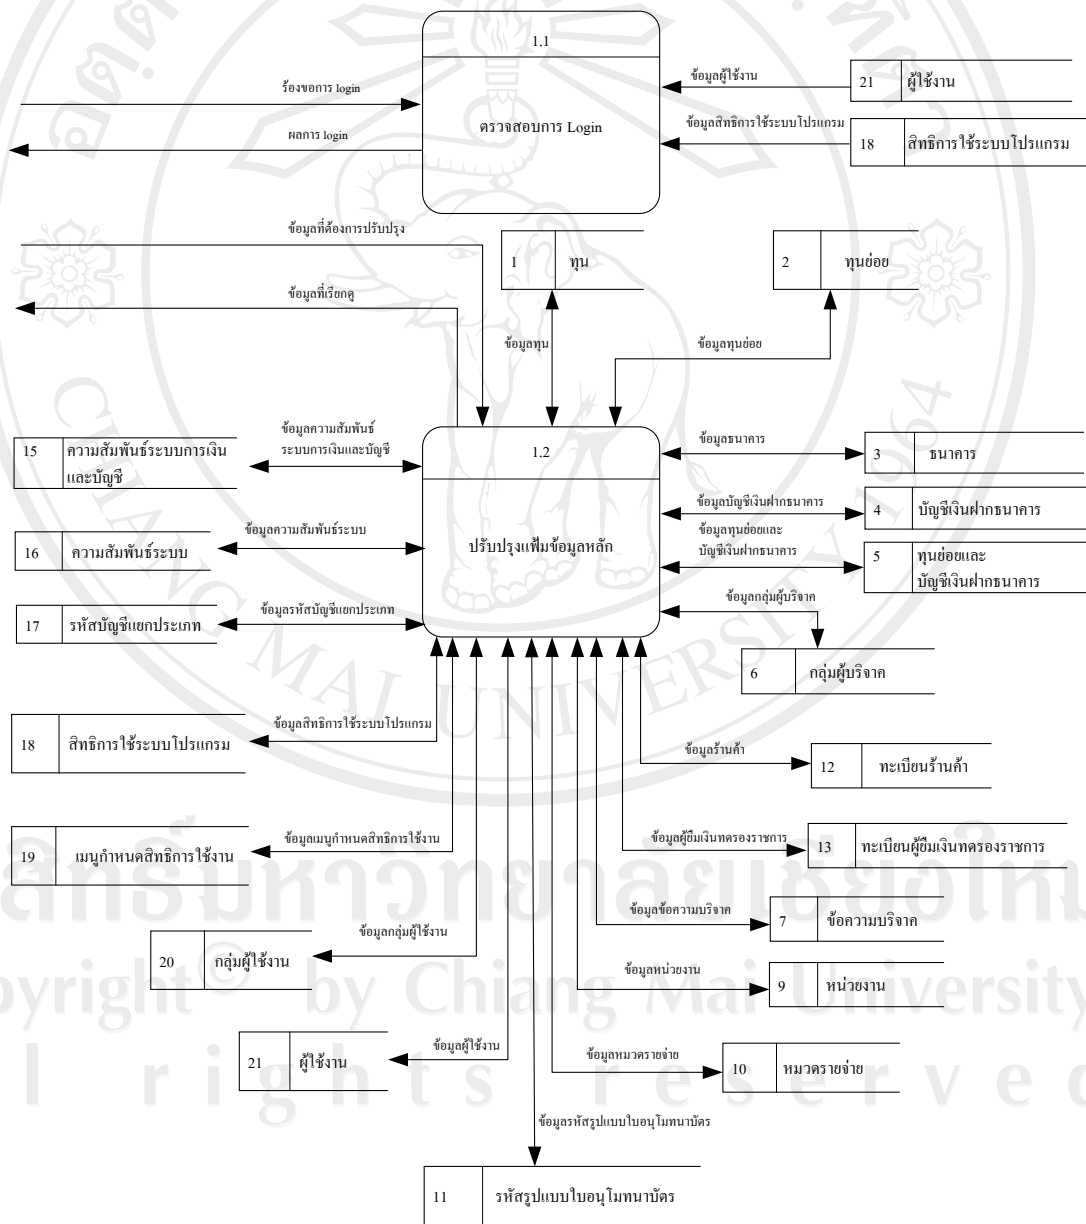 1.1
ตรวจสอบการ Login
ร้องขอการ login
ผลการ login
ข้อมูลผู้ใช้งาน
21 ผู้ใช้งาน
ข้อมูลสิทธิการใช้ระบบโปรแกรม
18 สิทธิการใช้ระบบโปรแกรม
ข้อมูลที่ต้องการปรับปรุง
ข้อมูลที่เรียกดู
1 ทุน
2 ทุนย่อย
ข้อมูลทุน
ข้อมูลทุนย่อย
1.2
ปรับปรุงแฟ้มข้อมูลหลัก
15 ความสัมพันธ์ระบบการเงิน
และบัญชี
ข้อมูลความสัมพันธ์
ระบบการเงินและบัญชี
16 ความสัมพันธ์ระบบ
ข้อมูลความสัมพันธ์ระบบ
17 รหัสบัญชีแยกประเภท
ข้อมูลรหัสบัญชีแยกประเภท
ข้อมูลธนาคาร
3 ธนาคาร
ข้อมูลบัญชีเงินฝากธนาคาร
4 บัญชีเงินฝากธนาคาร
ข้อมูลทุนย่อยและ
บัญชีเงินฝากธนาคาร
5 ทุนย่อยและ
บัญชีเงินฝากธนาคาร
ข้อมูลกลุ่มผู้บริจาค
6 กลุ่มผู้บริจาค
18 สิทธิการใช้ระบบโปรแกรม
ข้อมูลสิทธิการใช้ระบบโปรแกรม
ข้อมูลร้านค้า
12 ทะเบียนร้านค้า
19 เมนูกำหนดสิทธิการใช้งาน
ข้อมูลเมนูกำหนดสิทธิการใช้งาน
ข้อมูลผู้ยืมเงินทดรองราชการ
13 ทะเบียนผู้ยืมเงินทดรองราชการ
20 กลุ่มผู้ใช้งาน
ข้อมูลกลุ่มผู้ใช้งาน
ข้อมูลข้อความบริจาค
7 ข้อความบริจาค
ข้อมูลหน่วยงาน
9 หน่วยงาน
21 ผู้ใช้งาน
ข้อมูลผู้ใช้งาน
ข้อมูลหมวดรายจ่าย
10 หมวดรายจ่าย
ข้อมูลรหัสรูปแบบใบอนุโมทนาบัตร
11 รหัสรูปแบบใบอนุโมทนาบัตร
CHIANG MAI UNIVERSITY 1964
สิทธิ์มหาวิทยาลัยเชียงใหม
pyright © by Chiang Mai University
l rights reserved